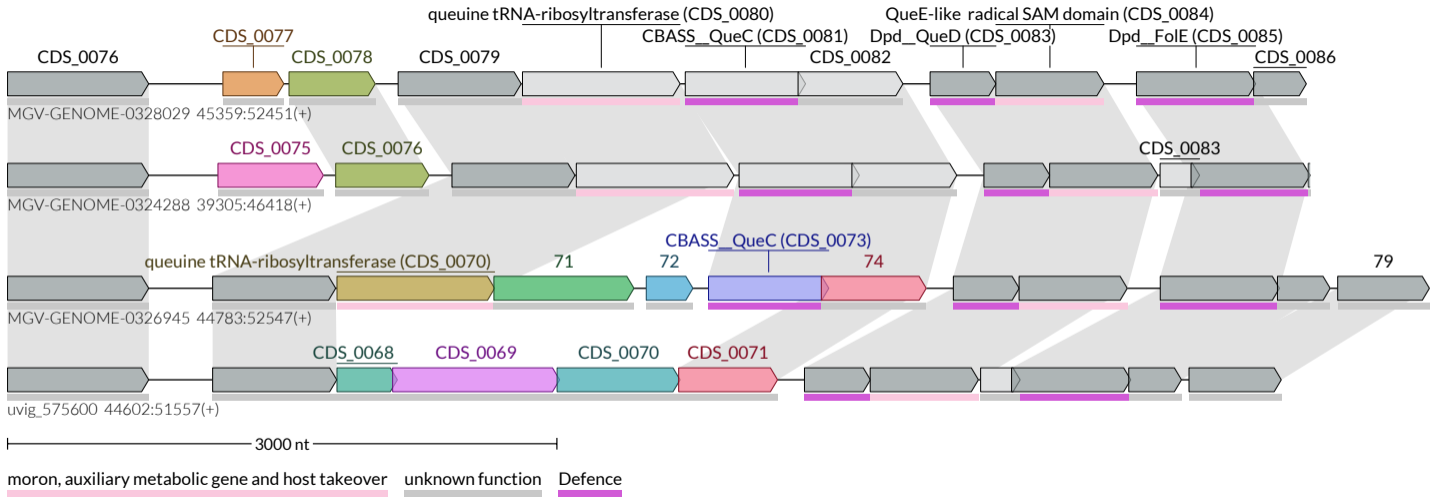 queuine tRNA-ribosyltransferase (CDS_0080) QueE-like radical SAM domain (CDS_0084)
CDS_0077 CBASS__QueC (CDS_0081) Dpd__QueD (CDS_0083) Dpd__FolE (CDS_0085)
CDS_0076 CDS_0078 CDS_0079 CDS_0082 CDS_0086
MGV-GENOME-0328029 45359:52451(+)
CDS_0075 CDS_0076 CDS_0083
MGV-GENOME-0324288 39305:46418(+)
CBASS__QueC (CDS_0073)
queuine tRNA-ribosyltransferase (CDS_0070) 71 72 74 79
MGV-GENOME-0326945 44783:52547(+)
CDS_0068 CDS_0069 CDS_0070 CDS_0071
uvig_575600 44602:51557(+)
3000 nt
moron, auxiliary metabolic gene and host takeover unknown function Defence